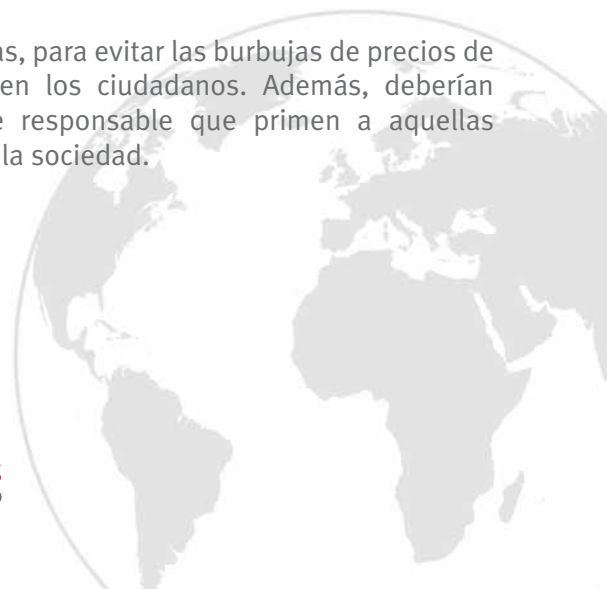 as, para evitar las burbujas de precios de
en los ciudadanos. Además, deberían
e responsable que primen a aquellas
la sociedad.